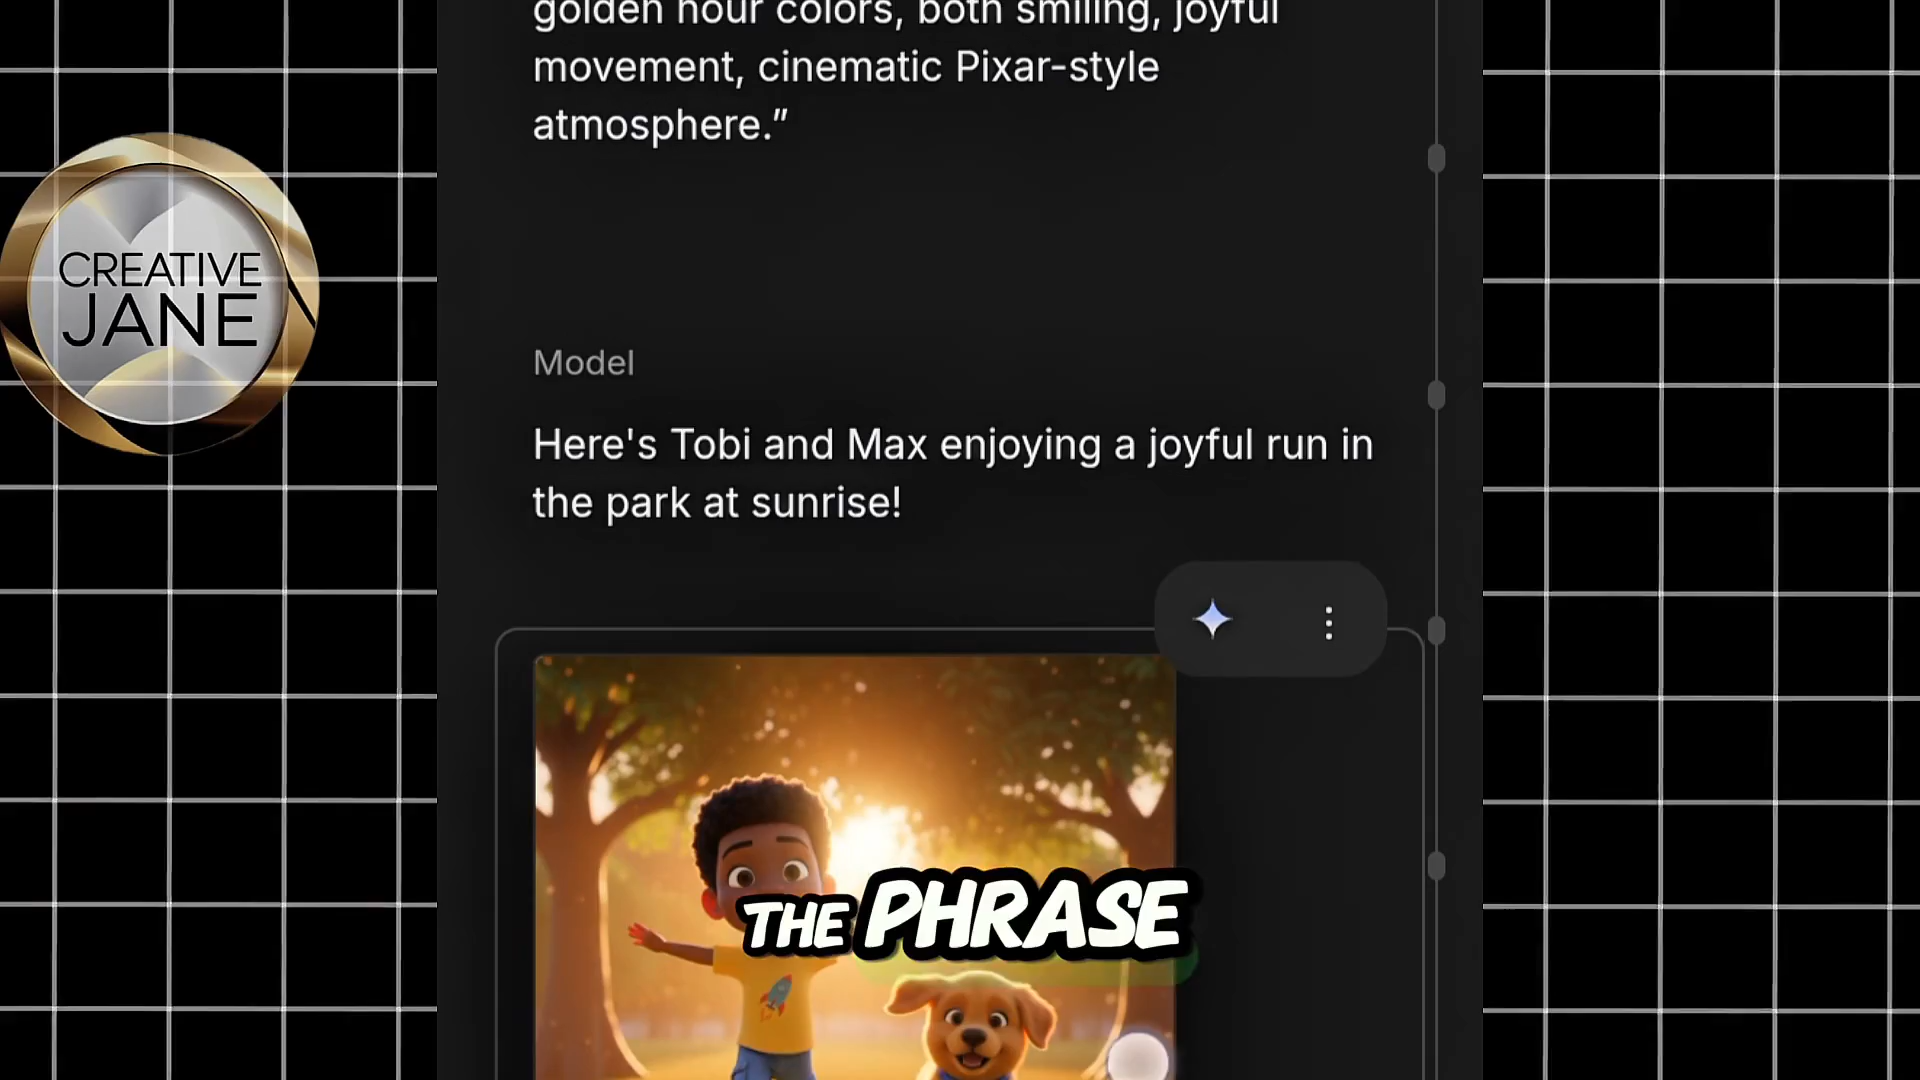 golden hour colors, both smiling, joyful
movement, cinematic Pixar-style
atmosphere.”
CREATIVE
JANE
Model
Here's Tobi and Max enjoying a joyful run in
the park at sunrise!
THE PHRASE